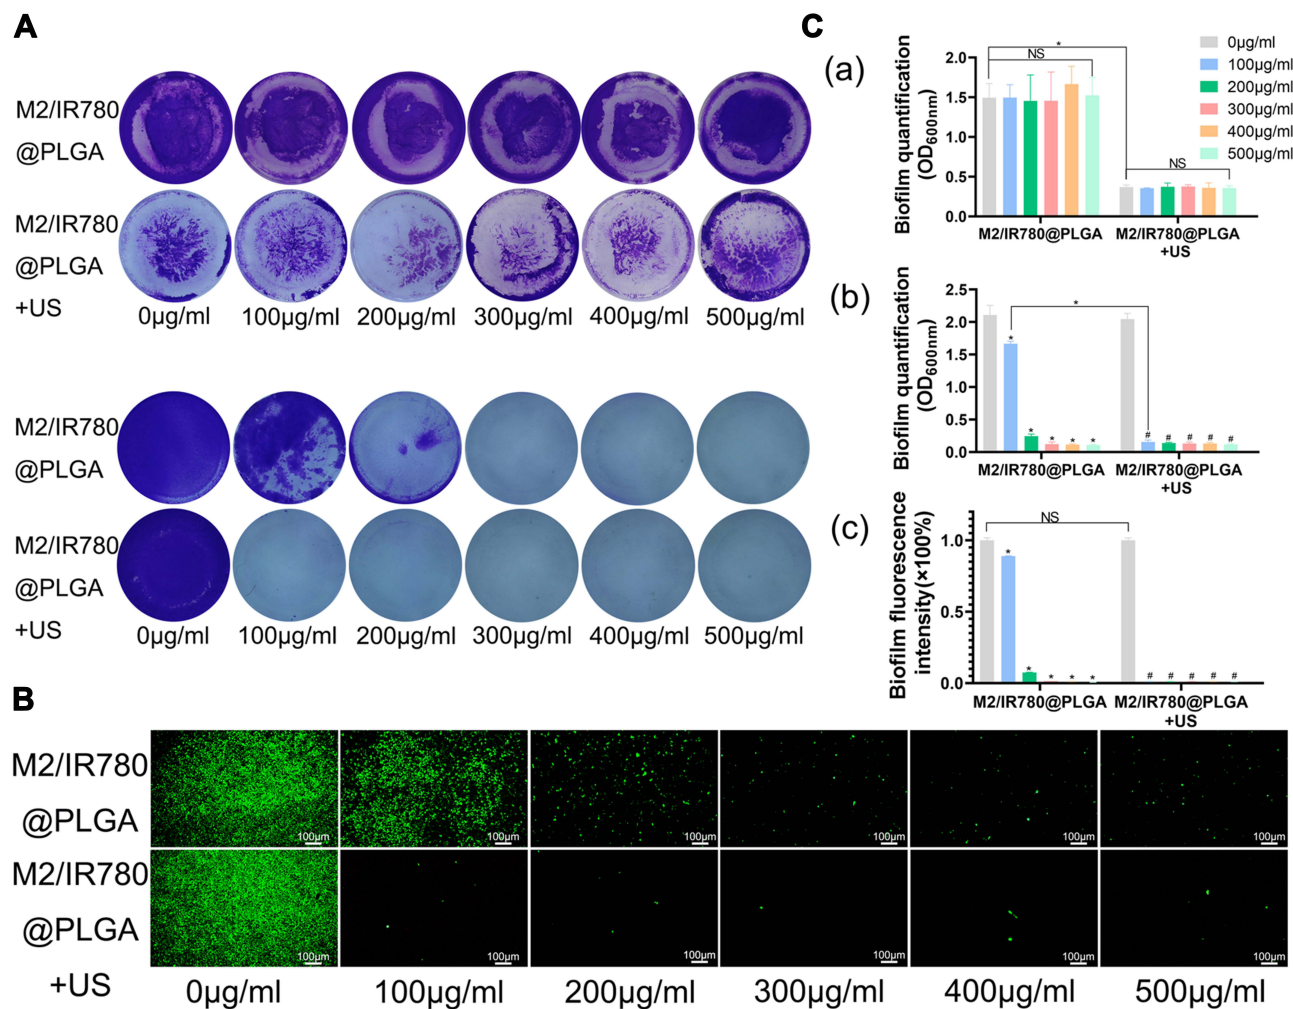 A
M2/IR780
@PLGA
M2/IR780
@PLGA
+US
0µg/ml 100µg/ml 200µg/ml 300µg/ml 400µg/ml 500µg/ml
M2/IR780
@PLGA
M2/IR780
@PLGA
+US
0µg/ml 100µg/ml 200µg/ml 300µg/ml 400µg/ml 500µg/ml
B
M2/IR780
@PLGA
100µm 100µm 100µm 100µm 100µm 100µm
M2/IR780
@PLGA
+US
100µm 100µm 100µm 100µm 100µm 100µm
0µg/ml 100µg/ml 200µg/ml 300µg/ml 400µg/ml 500µg/ml
C
(a)
Biofilm quantification
(OD600nm)
2.0
1.5
1.0
0.5
0.0
*
NS
NS
M2/IR780@PLGA M2/IR780@PLGA
+US
0µg/ml
100µg/ml
200µg/ml
300µg/ml
400µg/ml
500µg/ml
(b)
Biofilm quantification
(OD600nm)
2.5
2.0
1.5
1.0
0.5
0.0
*
* * * * * # # # # #
M2/IR780@PLGA M2/IR780@PLGA
+US
(c)
Biofilm fluorescence
intensity(×100%)
1.0
0.5
0.0
NS
* * * * * # # # # #
M2/IR780@PLGA M2/IR780@PLGA
+US